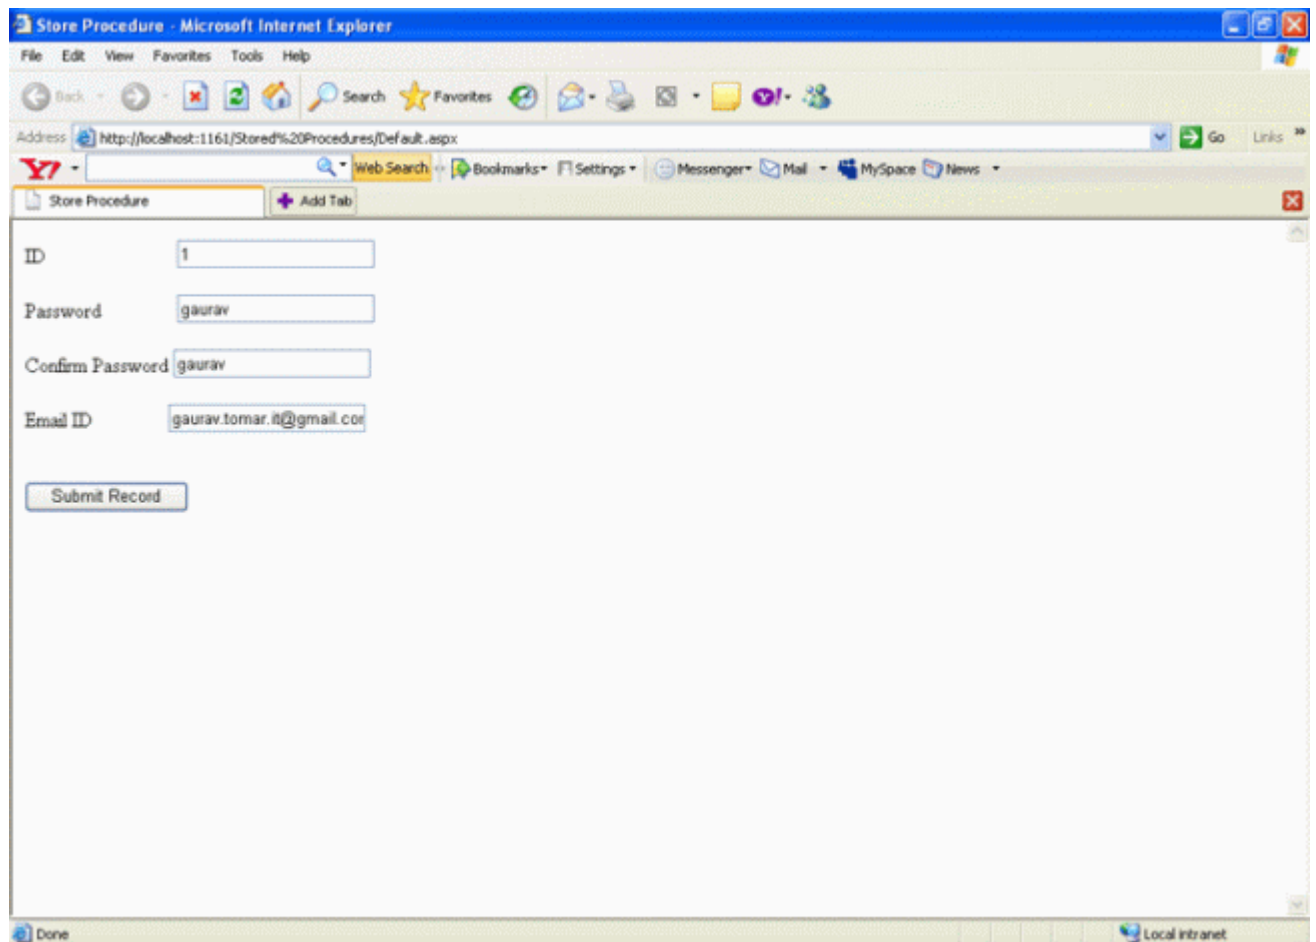 Store Procedure - Microsoft Internet Explorer
File Edit View Favorites Tools Help
Back Search Favorites
Address http://localhost:1161/Stored%20Procedures/Default.aspx Go Links »
Y7 Web Search Bookmarks Settings Messenger Mail MySpace News
Store Procedure Add Tab
ID 1
Password gaurav
Confirm Password gaurav
Email ID gaurav.tomar.it@gmail.cor
Submit Record
Done Local intranet